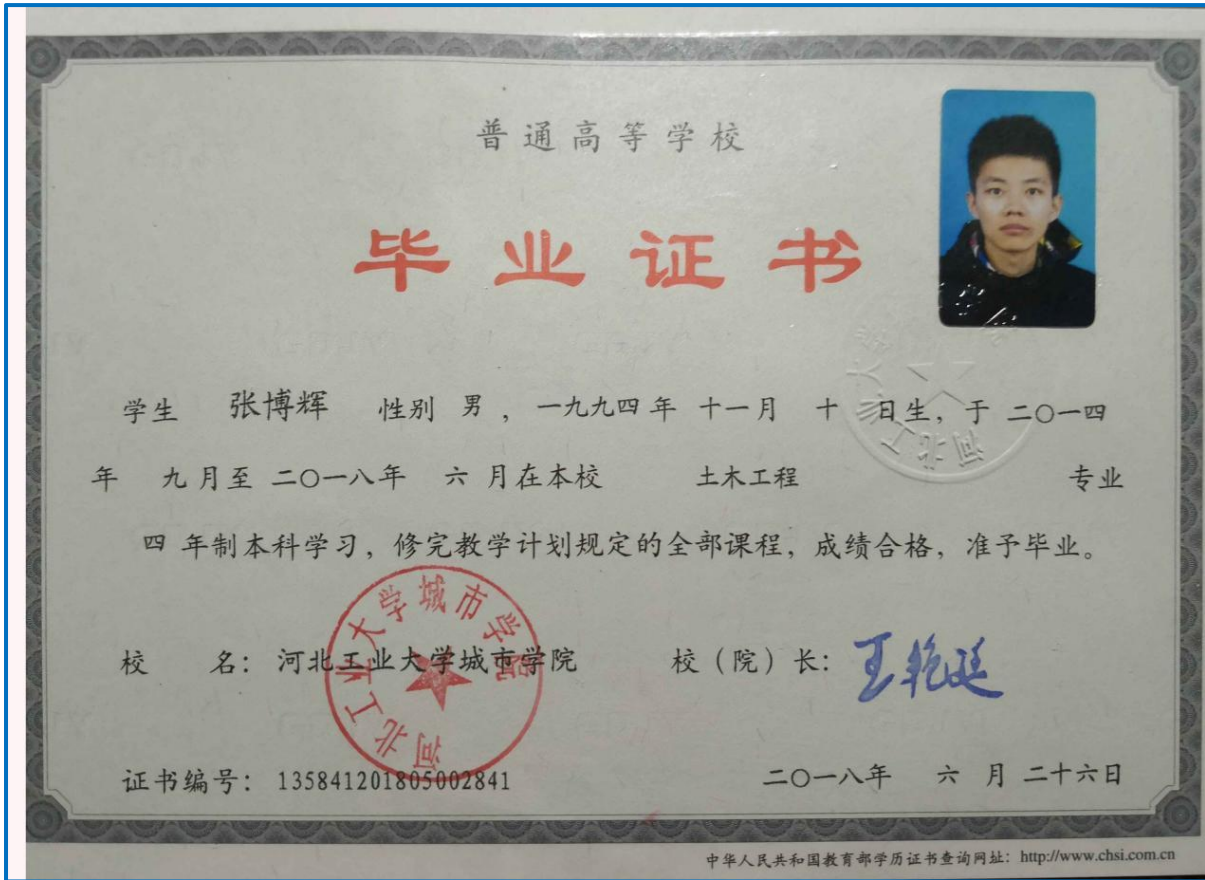 普通高等学校
毕业证书
学生 张博辉 性别 男 ，一九九四 年 十一月 十 日生，于 二〇一四
年 九 月至 二〇一八年 六 月在本校 土木工程 专业
四 年制本科学习，修完教学计划规定的全部课程，成绩合格，准予毕业。
河北工业大学城市学院
校 名：河北工业大学城市学院 校（院）长：王艳廷
证书编号：135841201805002841 二〇一八年 六 月 二十六日
中华人民共和国教育部学历证书查询网址：http://www.chsi.com.cn